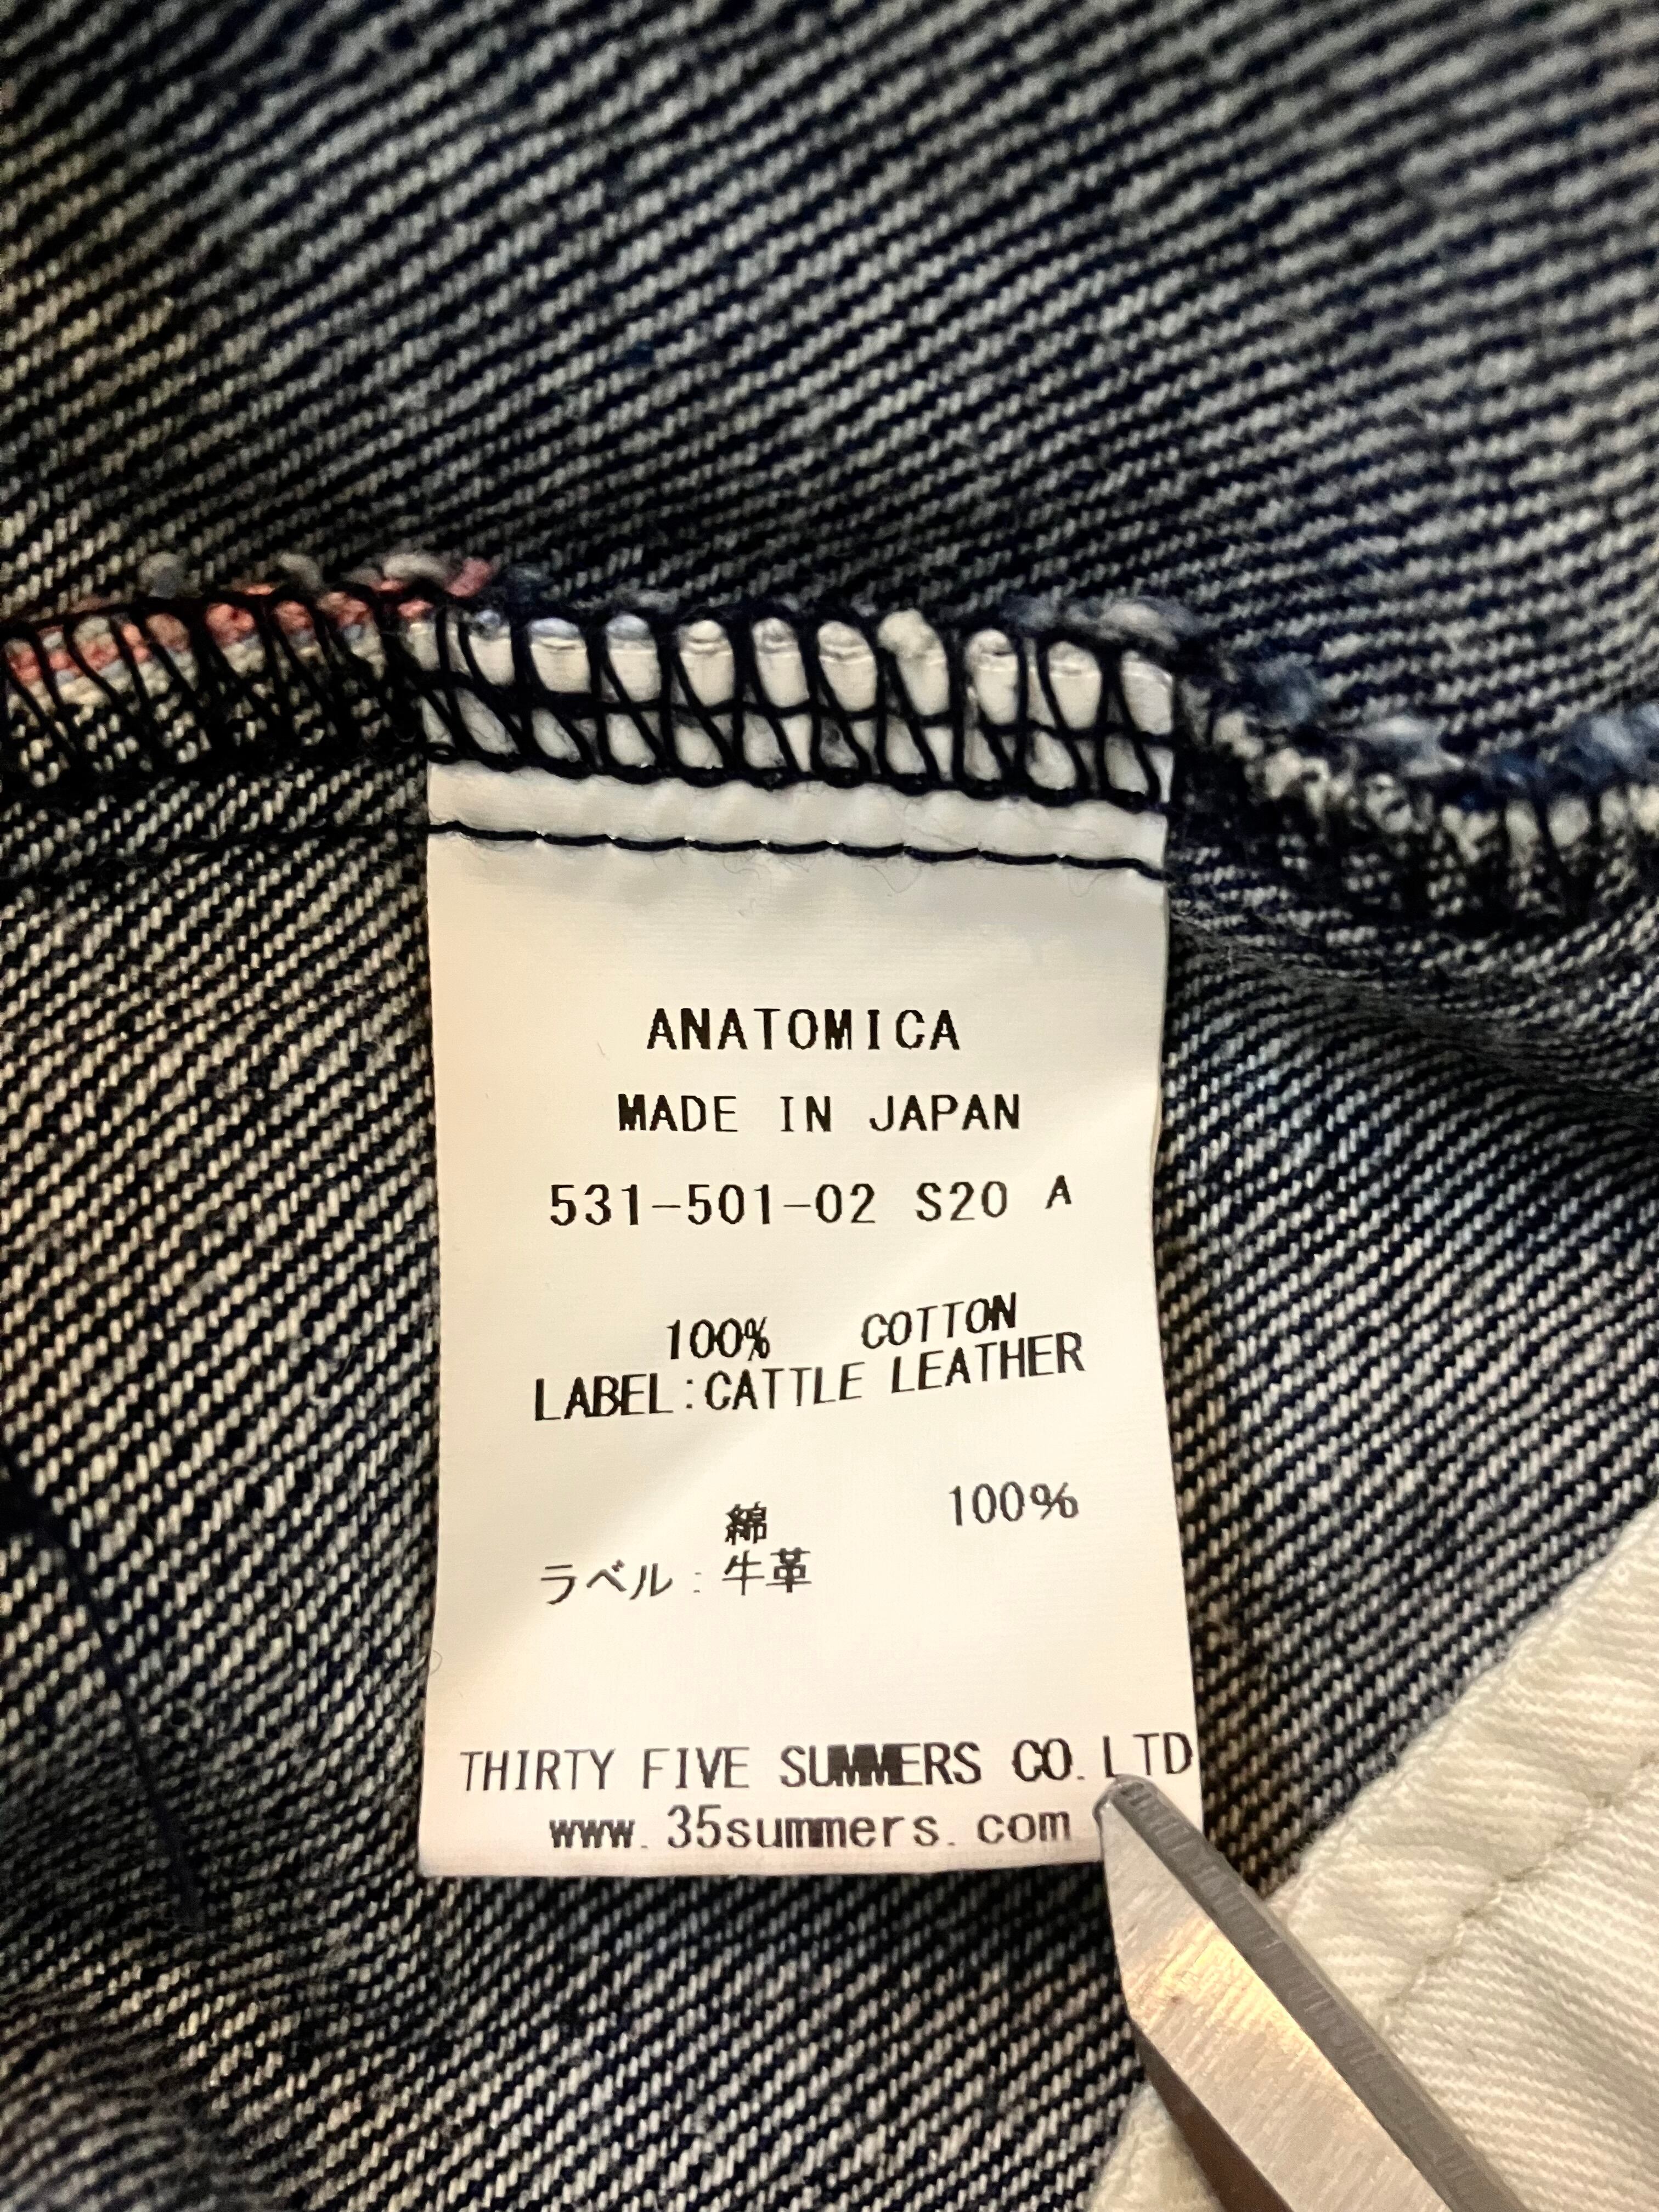 ANATOMICA
MADE IN JAPAN
531-501-02 S20 A
100% COTTON
LABEL:CATTLE LEATHER
綿 100%
ラベル:牛革
THIRTY FIVE SUMMERS CO.LTD
www.35summers.com